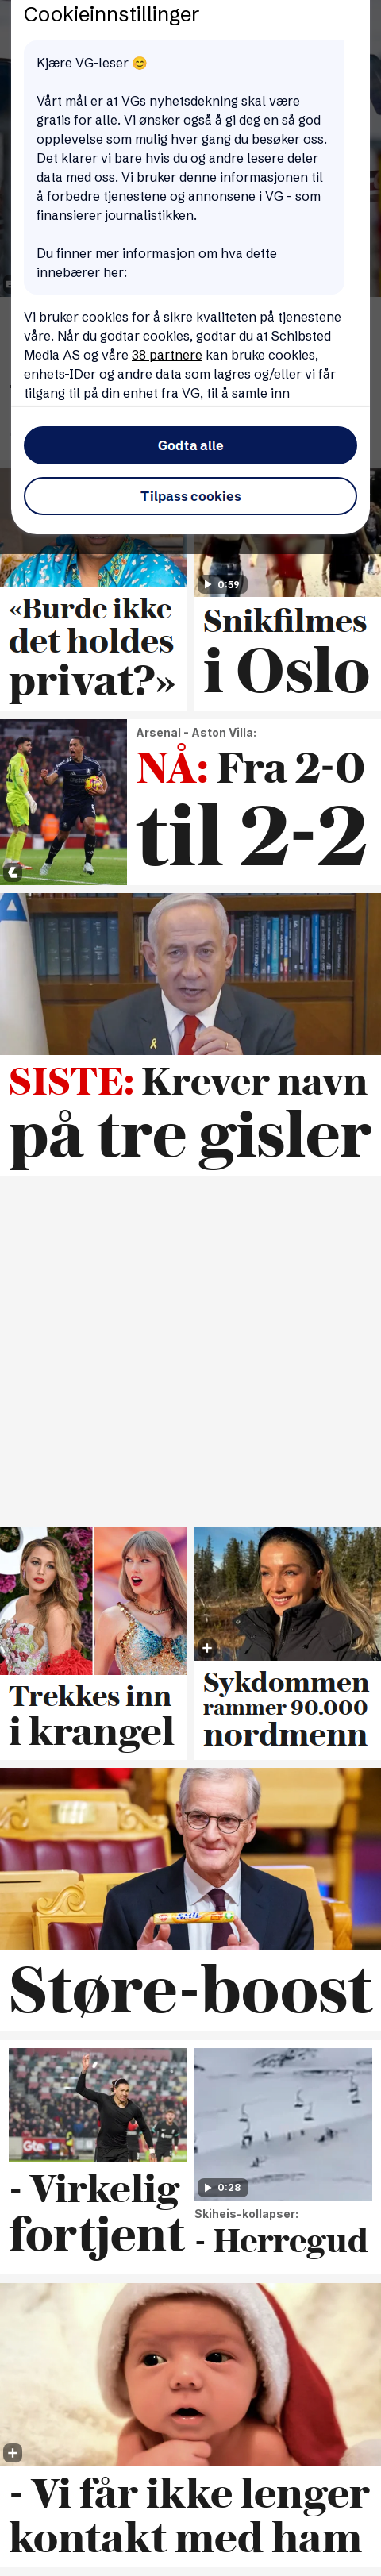 Cookieinnstillinger
Kjære VG-leser 😊
Vårt mål er at VGs nyhetsdekning skal være
gratis for alle. Vi ønsker også å gi deg en så god
opplevelse som mulig hver gang du besøker oss.
Det klarer vi bare hvis du og andre lesere deler
data med oss. Vi bruker denne informasjonen til
å forbedre tjenestene og annonsene i VG - som
finansierer journalistikken.
Du finner mer informasjon om hva dette
innebærer her:
Vi bruker cookies for å sikre kvaliteten på tjenestene
våre. Når du godtar cookies, godtar du at Schibsted
Media AS og våre 38 partnere kan bruke cookies,
enhets-IDer og andre data som lagres og/eller vi får
tilgang til på din enhet fra VG, til å samle inn
Godta alle
Tilpass cookies
0:59
«Burde ikke
det holdes
privat?»
Snikfilmes
i Oslo
Arsenal - Aston Villa:
NÅ: Fra 2-0
til 2-2
SISTE: Krever navn
på tre gisler
Trekkes inn
i krangel
Sykdommen
rammer 90.000
nordmenn
Støre-boost
- Virkelig
fortjent
0:28
Skiheis-kollapser:
- Herregud
- Vi får ikke lenger
kontakt med ham